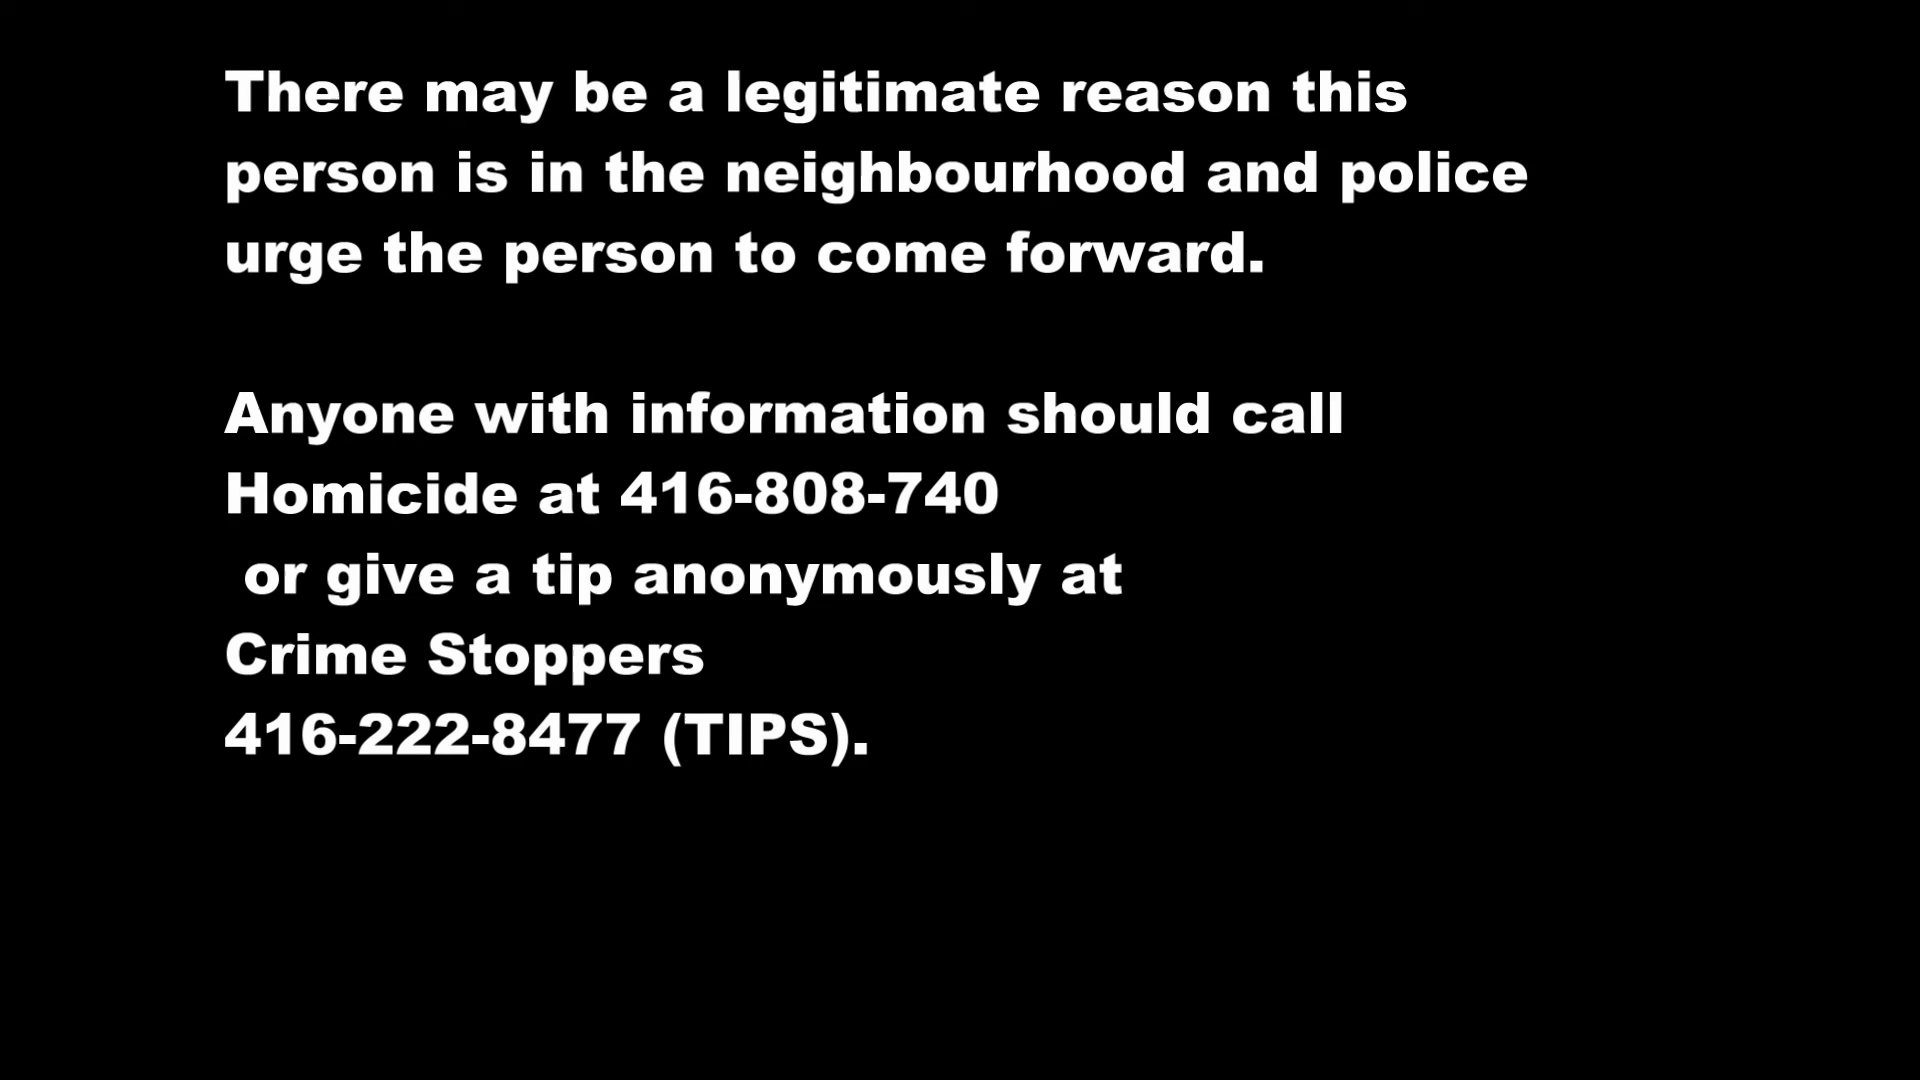 There may be a legitimate reason this
person is in the neighbourhood and police
urge the person to come forward.
Anyone with information should call
Homicide at 416-808-740
or give a tip anonymously at
Crime Stoppers
416-222-8477 (TIPS).